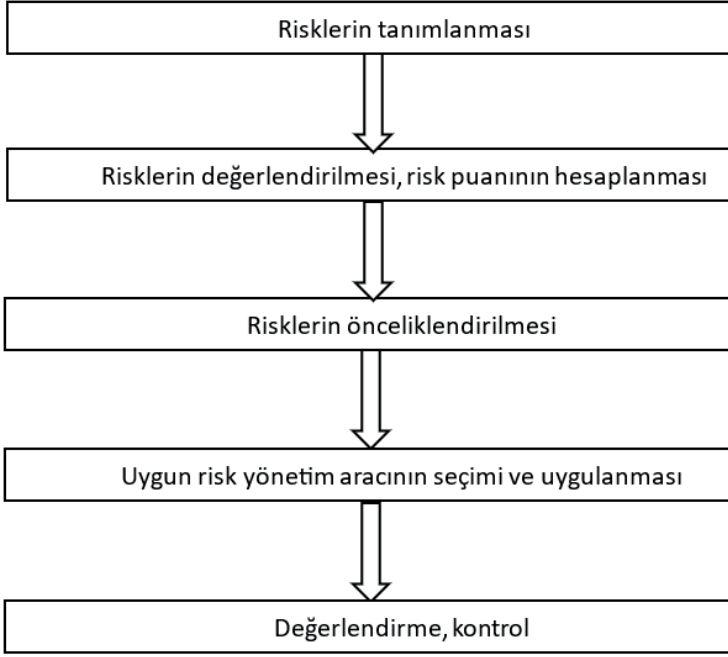 Risklerin tanımlanması
Risklerin değerlendirilmesi, risk puanının hesaplanması
Risklerin önceliklendirilmesi
Uygun risk yönetim aracının seçimi ve uygulanması
Değerlendirme, kontrol